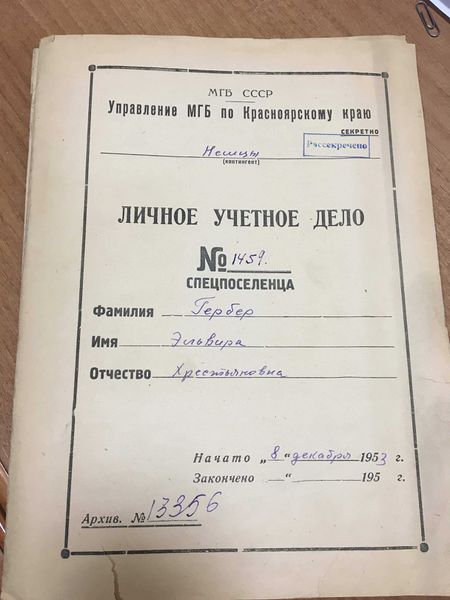 МГБ СССР
Управление МГБ по Красноярскому краю
СЕКРЕТНО
Рассекречено
Немцы
(контингент)
ЛИЧНОЕ УЧЕТНОЕ ДЕЛО
№ 1459.
СПЕЦПОСЕЛЕНЦА
Фамилия Гербер
Имя Эльвира
Отчество Хрестьяновна
Начато „8“ декабря 1953 г.
Закончено „ “ 195 г.
Архив. № 13356